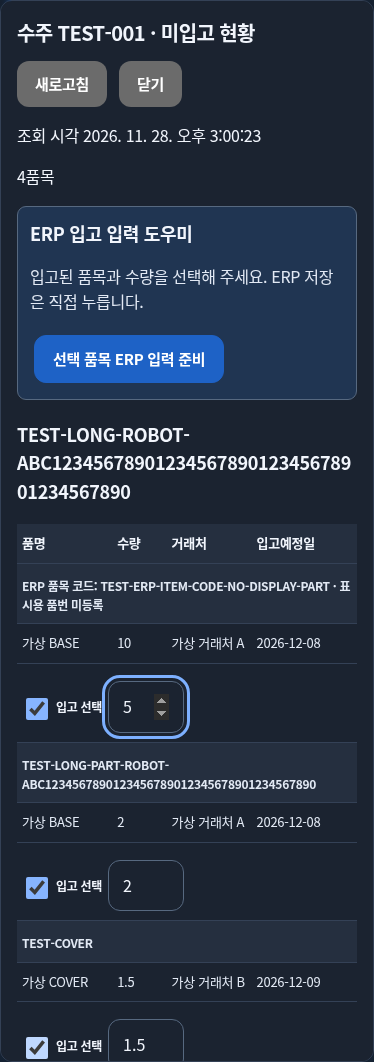 수주 TEST-001 · 미입고 현황
새로고침 닫기
조회 시각 2026. 11. 28. 오후 3:00:23
4품목
ERP 입고 입력 도우미
입고된 품목과 수량을 선택해 주세요. ERP 저장
은 직접 누릅니다.
선택 품목 ERP 입력 준비
TEST-LONG-ROBOT-
ABC12345678901234567890123456789
01234567890
품명 수량 거래처 입고예정일
ERP 품목 코드: TEST-ERP-ITEM-CODE-NO-DISPLAY-PART · 표
시용 품번 미등록
가상 BASE 10 가상 거래처 A 2026-12-08
입고 선택 5
TEST-LONG-PART-ROBOT-
ABC1234567890123456789012345678901234567890
가상 BASE 2 가상 거래처 A 2026-12-08
입고 선택 2
TEST-COVER
가상 COVER 1.5 가상 거래처 B 2026-12-09
입고 선택 1.5